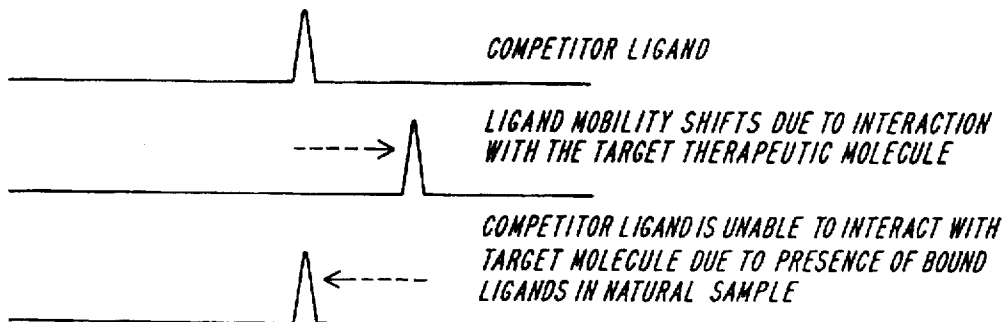 COMPETITOR LIGAND
LIGAND MOBILITY SHIFTS DUE TO INTERACTION
WITH THE TARGET THERAPEUTIC MOLECULE
COMPETITOR LIGAND IS UNABLE TO INTERACT WITH
TARGET MOLECULE DUE TO PRESENCE OF BOUND
LIGANDS IN NATURAL SAMPLE